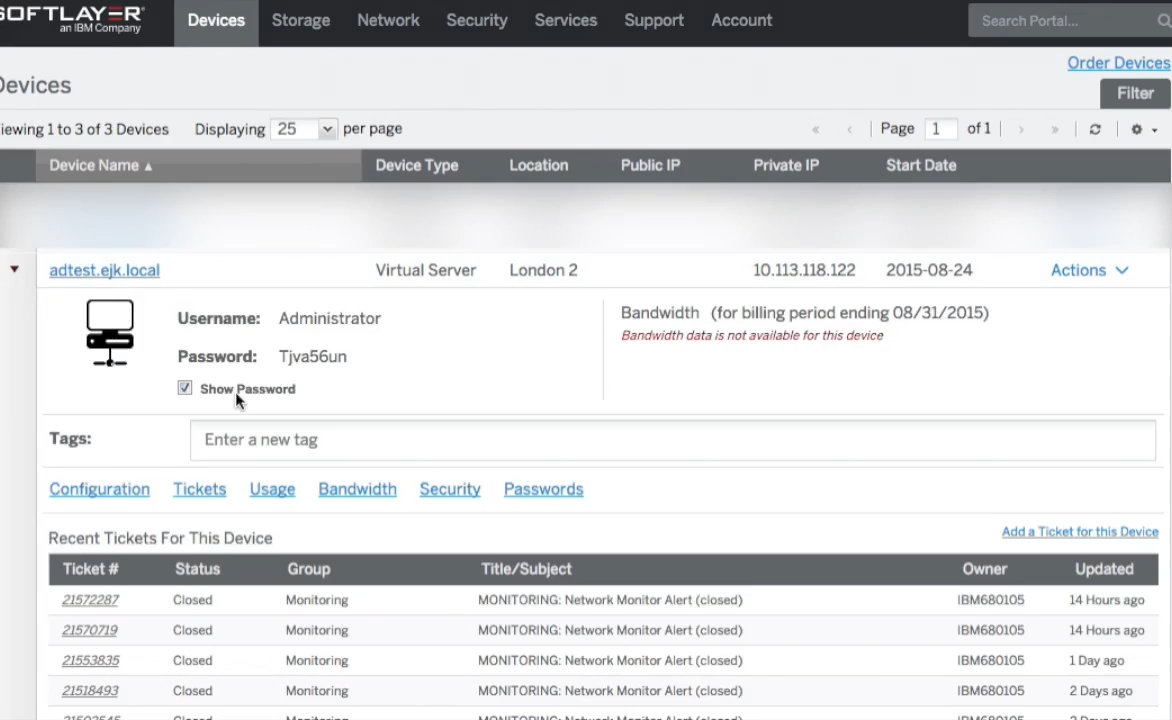 SOFTLAYER®
an IBM Company
Devices Storage Network Security Services Support Account Search Portal...
Order Devices
Devices
Filter
iewing 1 to 3 of 3 Devices Displaying 25 per page « ‹ Page 1 of 1 › »
Device Name ▲ Device Type Location Public IP Private IP Start Date
adtest.ejk.local Virtual Server London 2 10.113.118.122 2015-08-24 Actions
Username: Administrator
Bandwidth (for billing period ending 08/31/2015)
Bandwidth data is not available for this device
Password: Tjva56un
Show Password
Tags: Enter a new tag
Configuration Tickets Usage Bandwidth Security Passwords
Recent Tickets For This Device Add a Ticket for this Device
Ticket # Status Group Title/Subject Owner Updated
21572287 Closed Monitoring MONITORING: Network Monitor Alert (closed) IBM680105 14 Hours ago
21570719 Closed Monitoring MONITORING: Network Monitor Alert (closed) IBM680105 14 Hours ago
21553835 Closed Monitoring MONITORING: Network Monitor Alert (closed) IBM680105 1 Day ago
21518493 Closed Monitoring MONITORING: Network Monitor Alert (closed) IBM680105 2 Days ago
Closed Monitoring MONITORING: Network Monitor Alert (closed) IBM680105